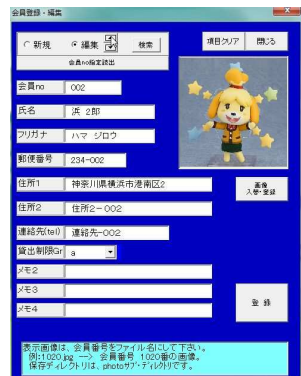 会員登録・編集
新規 編集 検索 項目クリア 閉じる
会員no指定読出
会員no 002
氏名 浜 2郎
フリガナ ハマ ジロウ
郵便番号 234-002
住所1 神奈川県横浜市港南区2
住所2 住所2-002
画像
入替・登録
連絡先(tel) 連絡先-002
貸出制限Gr a
メモ2
メモ3
メモ4
登 録
表示画像は、会員番号をファイル名にして下さい。
例:1020.jpg ---> 会員番号 1020番の画像。
保存ディレクトリは、photoサブ・ディレクトリです。